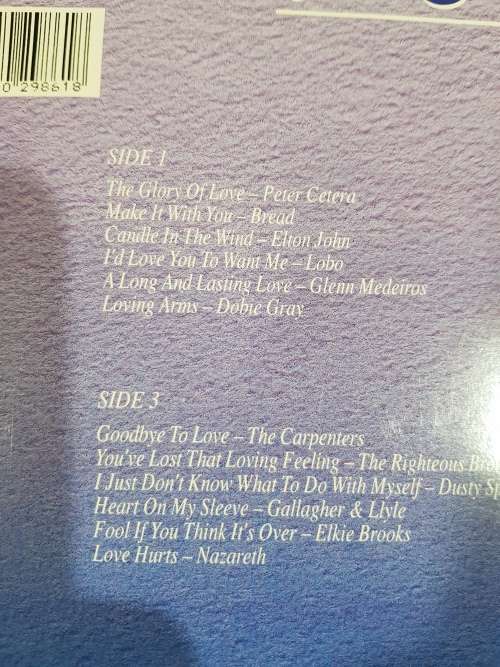 0 298618
SIDE 1
The Glory Of Love – Peter Cetera
Make It With You – Bread
Candle In The Wind – Elton John
I'd Love You To Want Me – Lobo
A Long And Lasting Love – Glenn Medeiros
Loving Arms – Dobie Gray
SIDE 3
Goodbye To Love – The Carpenters
You've Lost That Loving Feeling – The Righteous
I Just Don't Know What To Do With Myself – Dusty
Heart On My Sleeve – Gallagher & Llyle
Fool If You Think It's Over – Elkie Brooks
Love Hurts – Nazareth